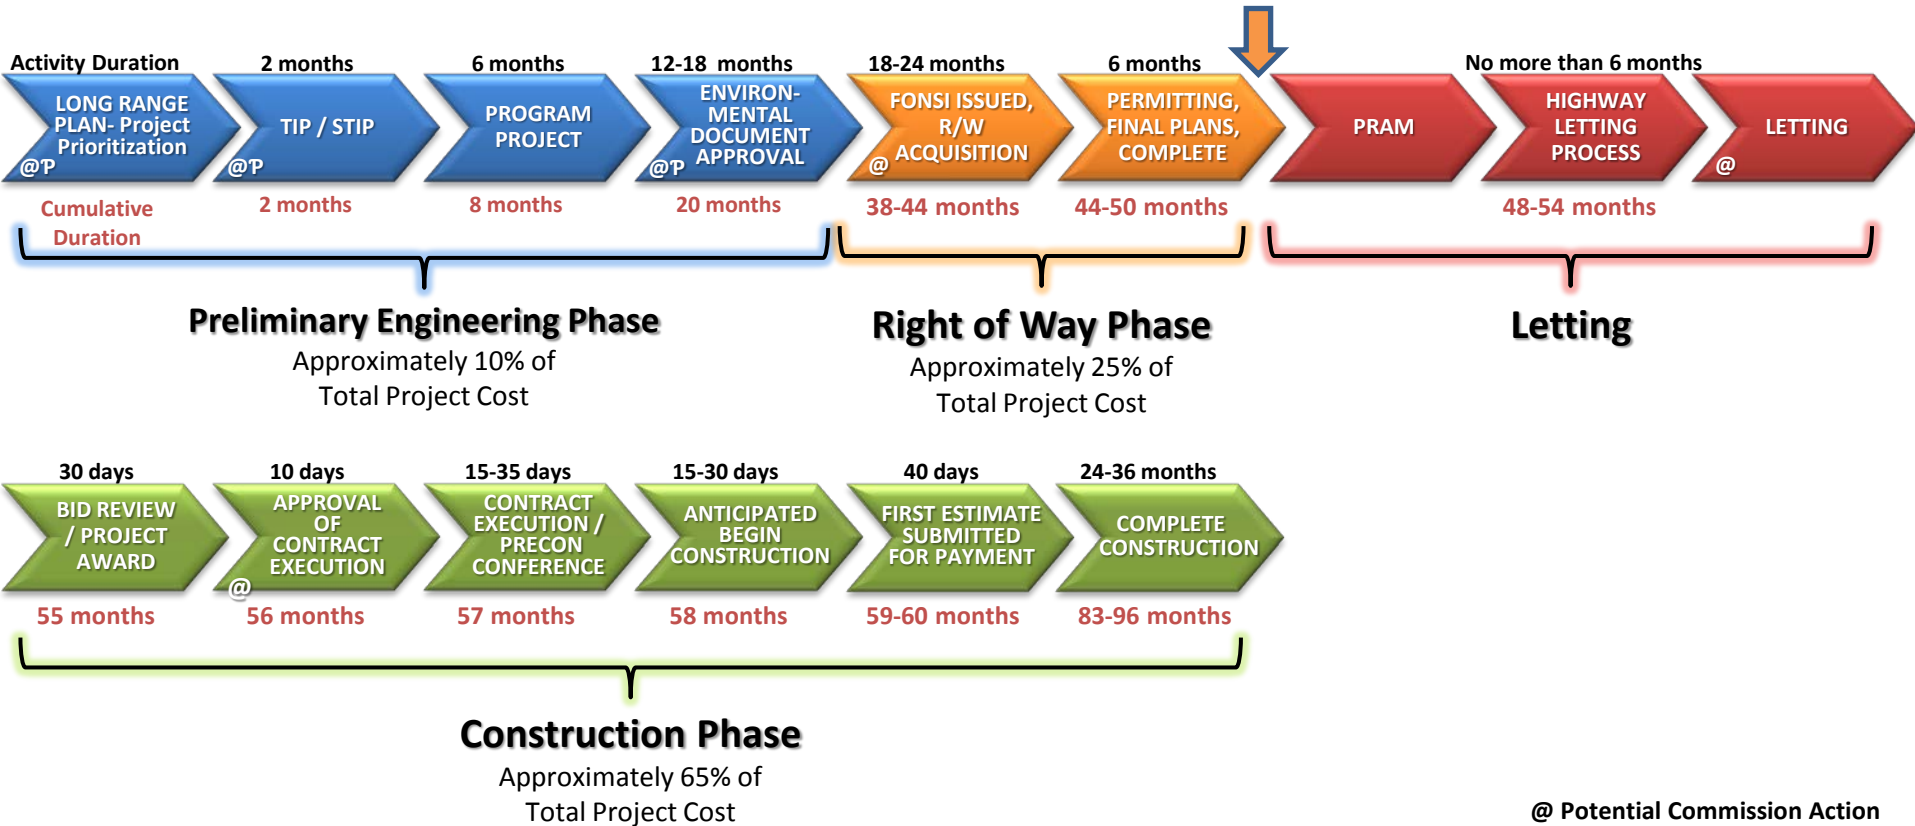 Activity Duration
2 months
6 months
12-18 months
18-24 months
6 months
No more than 6 months
LONG RANGE
PLAN- Project
Prioritization
@Ƥ
TIP / STIP
@Ƥ
PROGRAM
PROJECT
ENVIRON-
MENTAL
DOCUMENT
APPROVAL
@Ƥ
FONSI ISSUED,
R/W
ACQUISITION
@
PERMITTING,
FINAL PLANS,
COMPLETE
PRAM
HIGHWAY
LETTING
PROCESS
LETTING
@
Cumulative
Duration
2 months
8 months
20 months
38-44 months
44-50 months
48-54 months
Preliminary Engineering Phase
Approximately 10% of
Total Project Cost
Right of Way Phase
Approximately 25% of
Total Project Cost
Letting
30 days
10 days
15-35 days
15-30 days
40 days
24-36 months
BID REVIEW
/ PROJECT
AWARD
APPROVAL
OF
CONTRACT
EXECUTION
@
CONTRACT
EXECUTION /
PRECON
CONFERENCE
ANTICIPATED
BEGIN
CONSTRUCTION
FIRST ESTIMATE
SUBMITTED
FOR PAYMENT
COMPLETE
CONSTRUCTION
55 months
56 months
57 months
58 months
59-60 months
83-96 months
Construction Phase
Approximately 65% of
Total Project Cost
@ Potential Commission Action